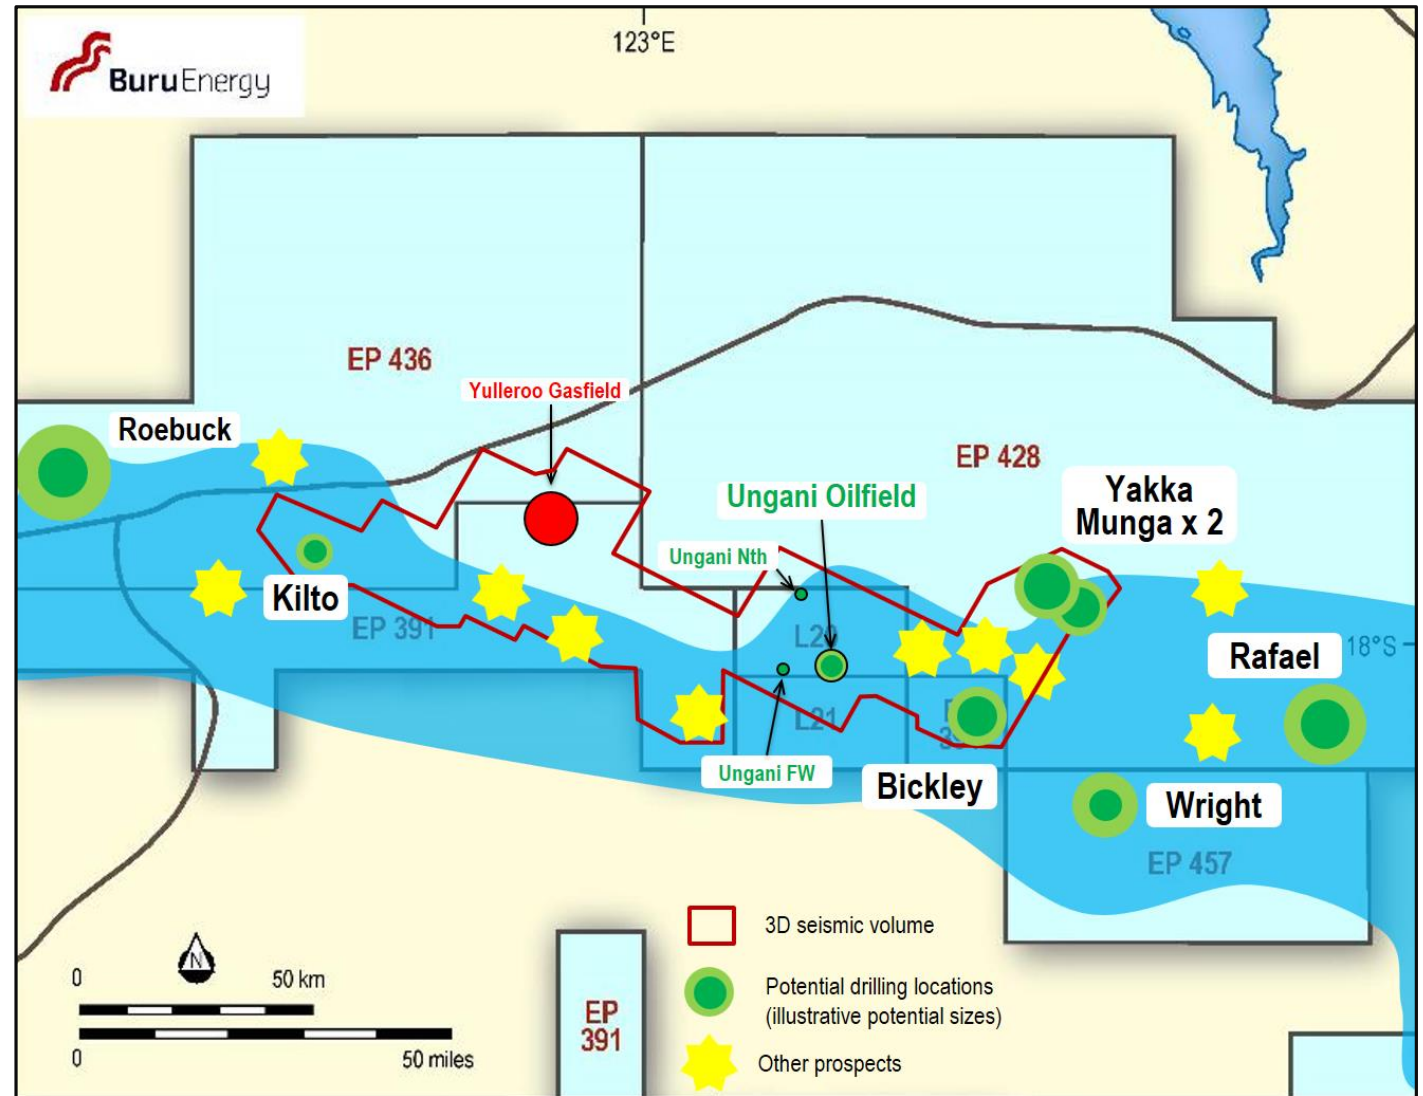 123°E
BuruEnergy
EP 436
Yulleroo Gasfield
Roebuck
EP 428
Yakka
Munga x 2
Ungani Oilfield
Ungani Nth
Kilto
EP 391
L20
Rafael
18°S
L21
Ungani FW
Bickley
Wright
EP 457
3D seismic volume
N
0
50 km
Potential drilling locations
(illustrative potential sizes)
EP
391
0
50 miles
Other prospects